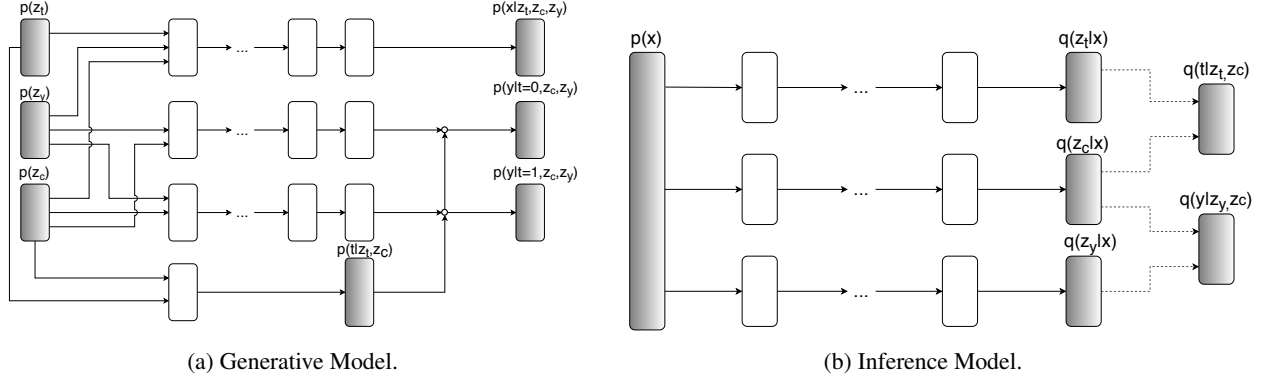 p(z_t)
p(x|z_t,z_c,z_y)
...
p(z_y)
p(y|t=0,z_c,z_y)
...
p(z_c)
p(y|t=1,z_c,z_y)
...
p(t|z_t,z_c)
(a) Generative Model.
p(x)
q(z_t|x)
...
q(t|z_t,z_c)
q(z_c|x)
...
q(y|z_y,z_c)
q(z_y|x)
...
(b) Inference Model.